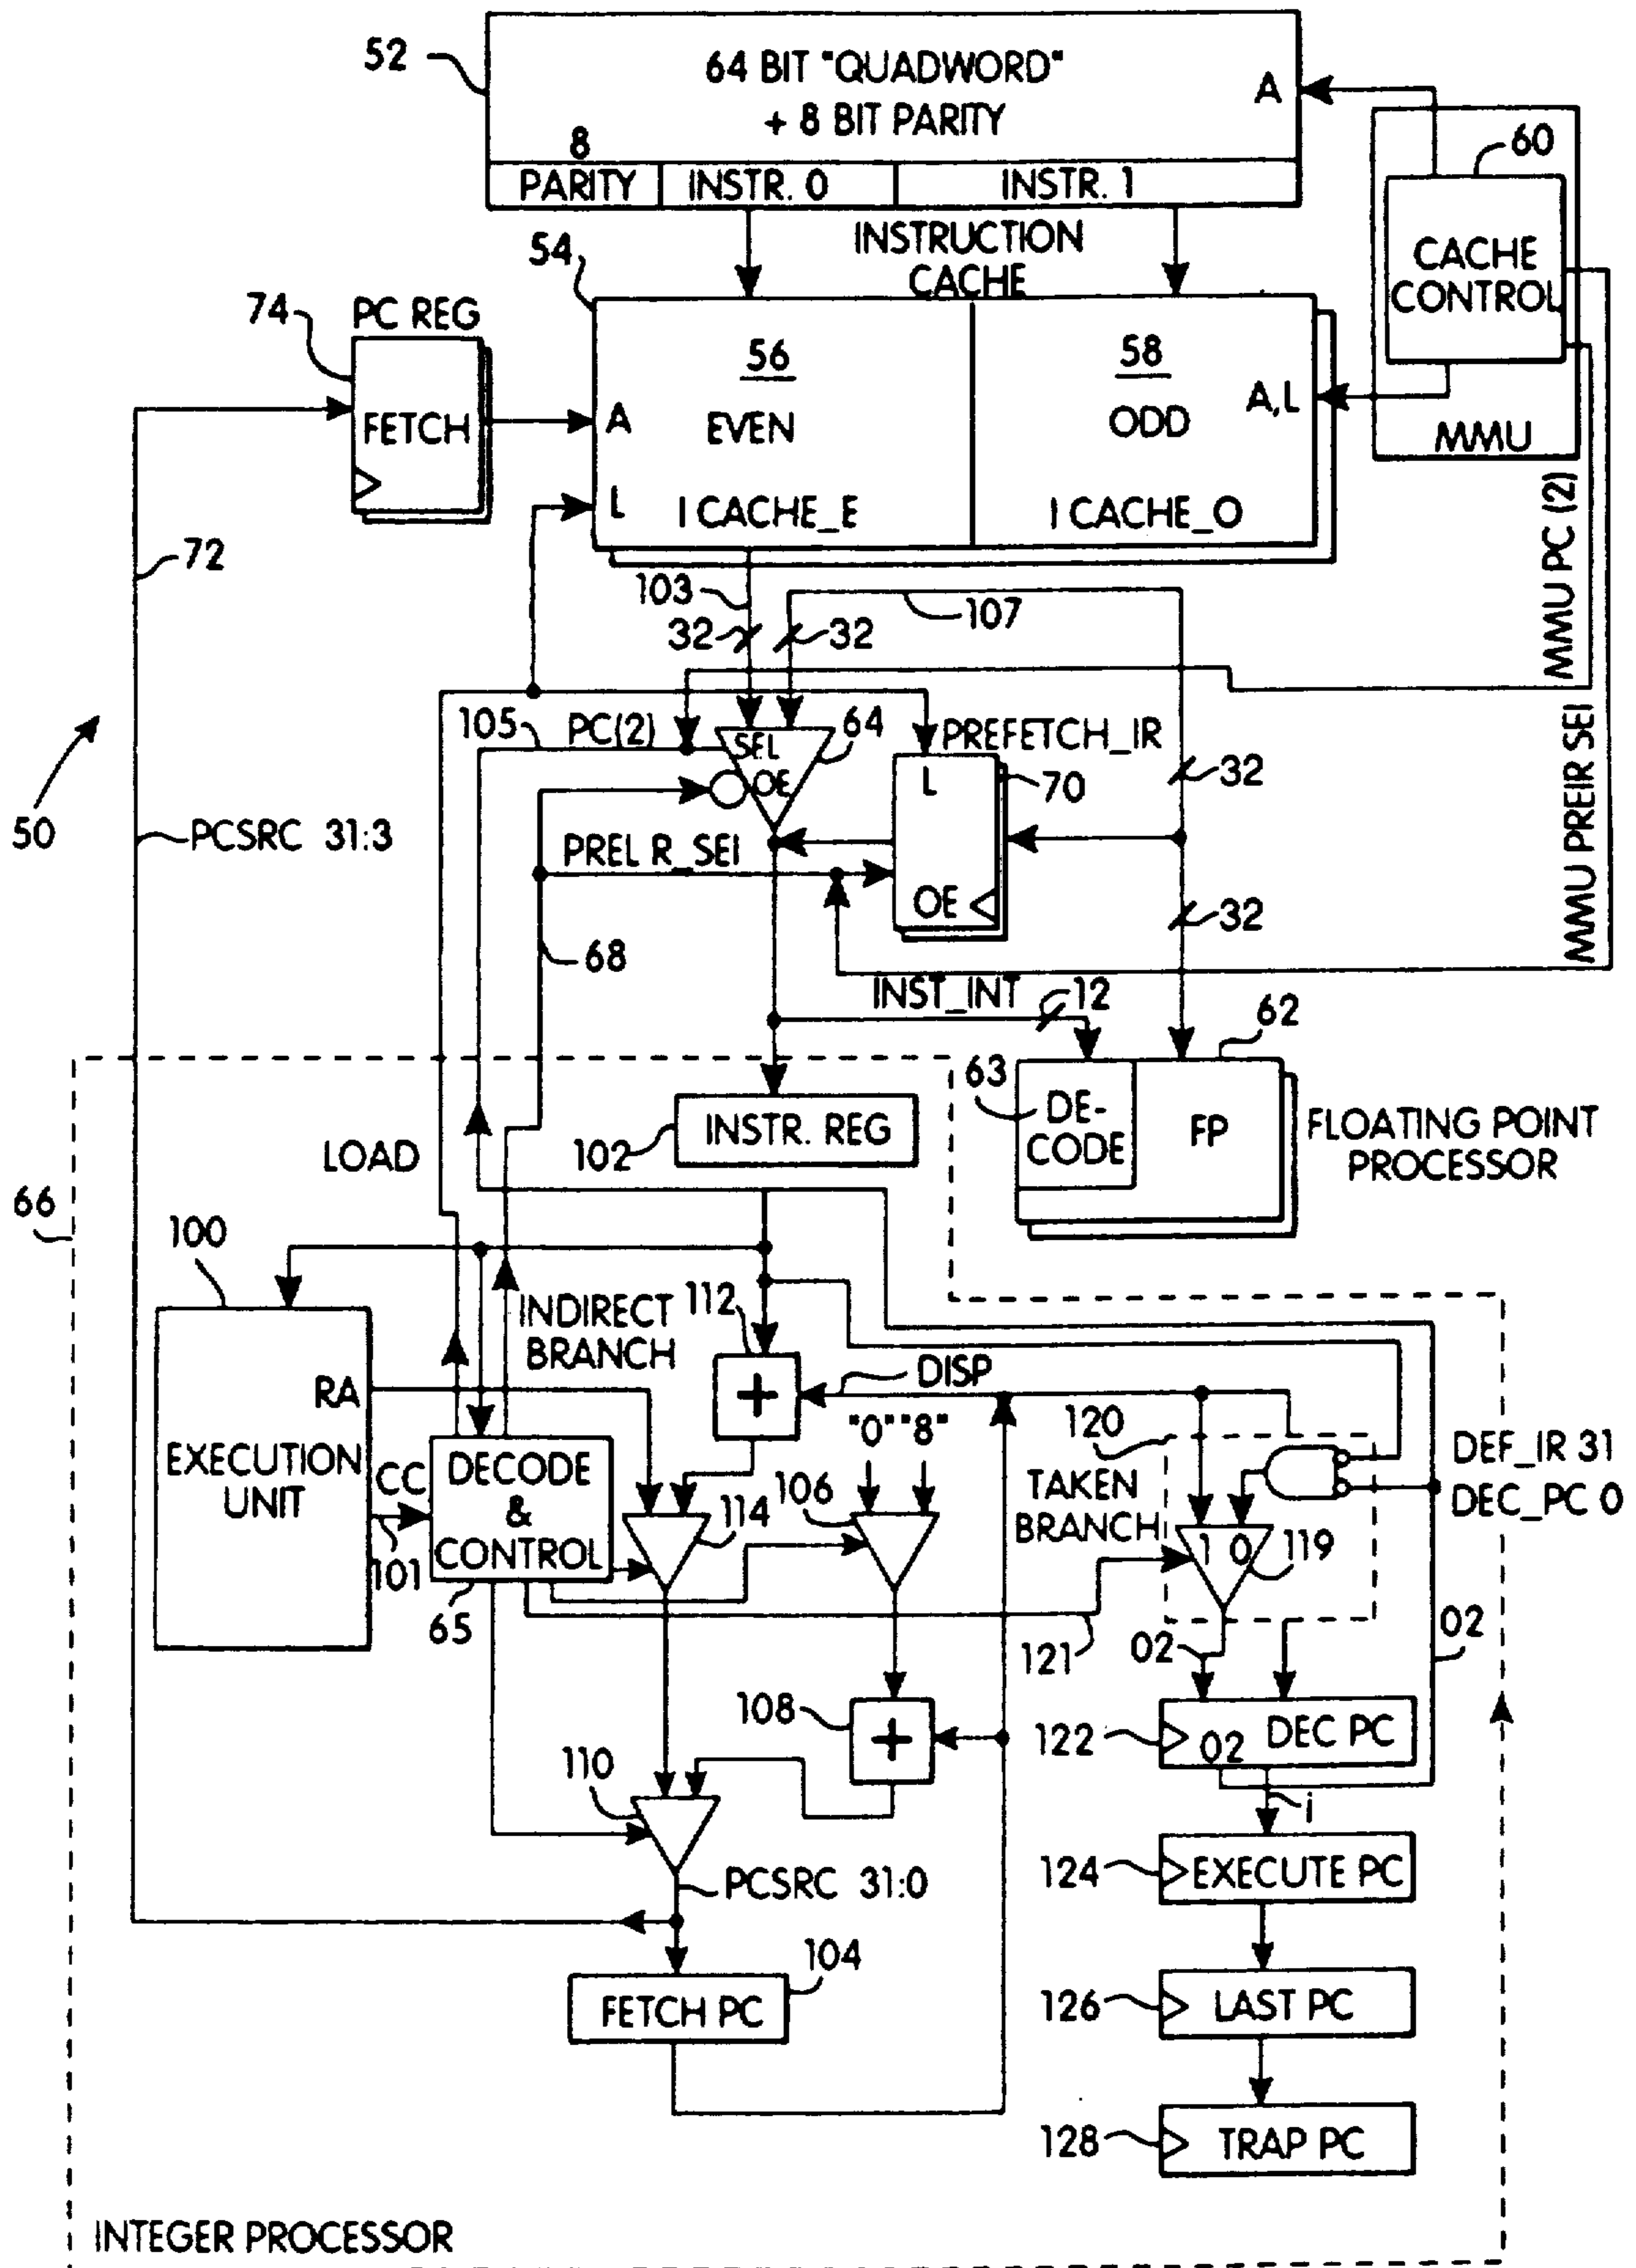 52
64 BIT "QUADWORD"
+ 8 BIT PARITY
A
8
PARITY
INSTR. 0
INSTR. 1
60
CACHE
CONTROL
MMU
INSTRUCTION
CACHE
54
74
PC REG
FETCH
56
EVEN
A
L
I CACHE_E
58
ODD
A,L
I CACHE_O
72
103
32
32
107
MMU PC (2)
MMU PREIR SEI
105
PC(2)
SEL
OE
64
PREFETCH_IR
L
70
32
50
PCSRC 31:3
PREL R_SEI
OE
32
68
INST_INT
12
62
63
DE-
CODE
FP
FLOATING POINT
PROCESSOR
INSTR. REG
102
LOAD
66
100
INDIRECT
BRANCH
112
+
DISP
RA
EXECUTION
UNIT
CC
101
DECODE
&
CONTROL
65
114
"0" "8"
106
120
TAKEN
BRANCH
1 0
119
DEF_IR 31
DEC_PC 0
121
02
02
108
+
122
02
DEC PC
i
110
PCSRC 31:0
124
EXECUTE PC
104
FETCH PC
126
LAST PC
128
TRAP PC
INTEGER PROCESSOR